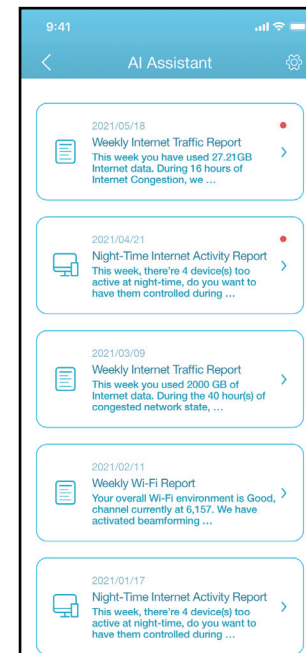 9:41
AI Assistant
2021/05/18
Weekly Internet Traffic Report
This week you have used 27.21GB
Internet data. During 16 hours of
Internet Congestion, we ...
2021/04/21
Night-Time Internet Activity Report
This week, there're 4 device(s) too
active at night-time, do you want to
have them controlled during ...
2021/03/09
Weekly Internet Traffic Report
This week you used 2000 GB of
Internet data. During the 40 hour(s) of
congested network state, ...
2021/02/11
Weekly Wi-Fi Report
Your overall Wi-Fi environment is Good,
channel currently at 6,157. We have
activated beamforming ...
2021/01/17
Night-Time Internet Activity Report
This week, there're 4 device(s) too
active at night-time, do you want to
have them controlled during ...